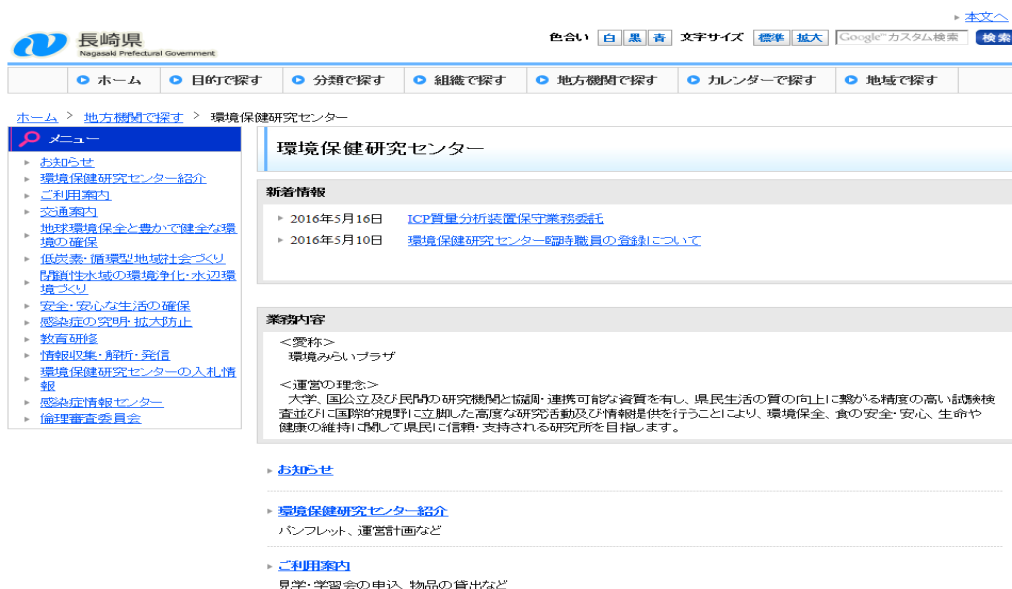 本文へ
長崎県
Nagasaki Prefectural Government
色合い 白 黒 青 文字サイズ 標準 拡大 Google™カスタム検索 検索
ホーム 目的で探す 分類で探す 組織で探す 地方機関で探す カレンダーで探す 地域で探す
ホーム > 地方機関で探す > 環境保健研究センター
メニュー
お知らせ
環境保健研究センター紹介
ご利用案内
交通案内
地球環境保全と豊かで健全な環
境の確保
低炭素・循環型地域社会づくり
閉鎖性水域の環境浄化・水辺環
境づくり
安全・安心な生活の確保
感染症の究明・拡大防止
教育研修
情報収集・解析・発信
環境保健研究センターの入札情
報
感染症情報センター
倫理審査委員会
環境保健研究センター
新着情報
2016年5月16日 ICP質量分析装置保守業務委託
2016年5月10日 環境保健研究センター臨時職員の登録について
業務内容
<愛称>
環境みらいプラザ
<運営の理念>
大学、国公立及び民間の研究機関と協調・連携可能な資質を有し、県民生活の質の向上に繋がる精度の高い試験検
査並びに国際的視野に立脚した高度な研究活動及び情報提供を行うことにより、環境保全、食の安全・安心、生命や
健康の維持に関して県民に信頼・支持される研究所を目指します。
お知らせ
環境保健研究センター紹介
パンフレット、運営計画など
ご利用案内
見学・学習会の申込、物品の貸出など